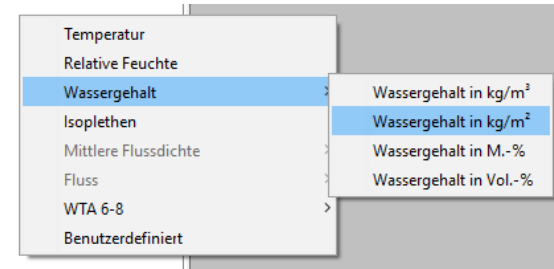 Temperatur
Relative Feuchte
Wassergehalt
Isoplethen
Mittlere Flussdichte
Fluss
WTA 6-8
Benutzerdefiniert
Wassergehalt in kg/m³
Wassergehalt in kg/m²
Wassergehalt in M.-%
Wassergehalt in Vol.-%